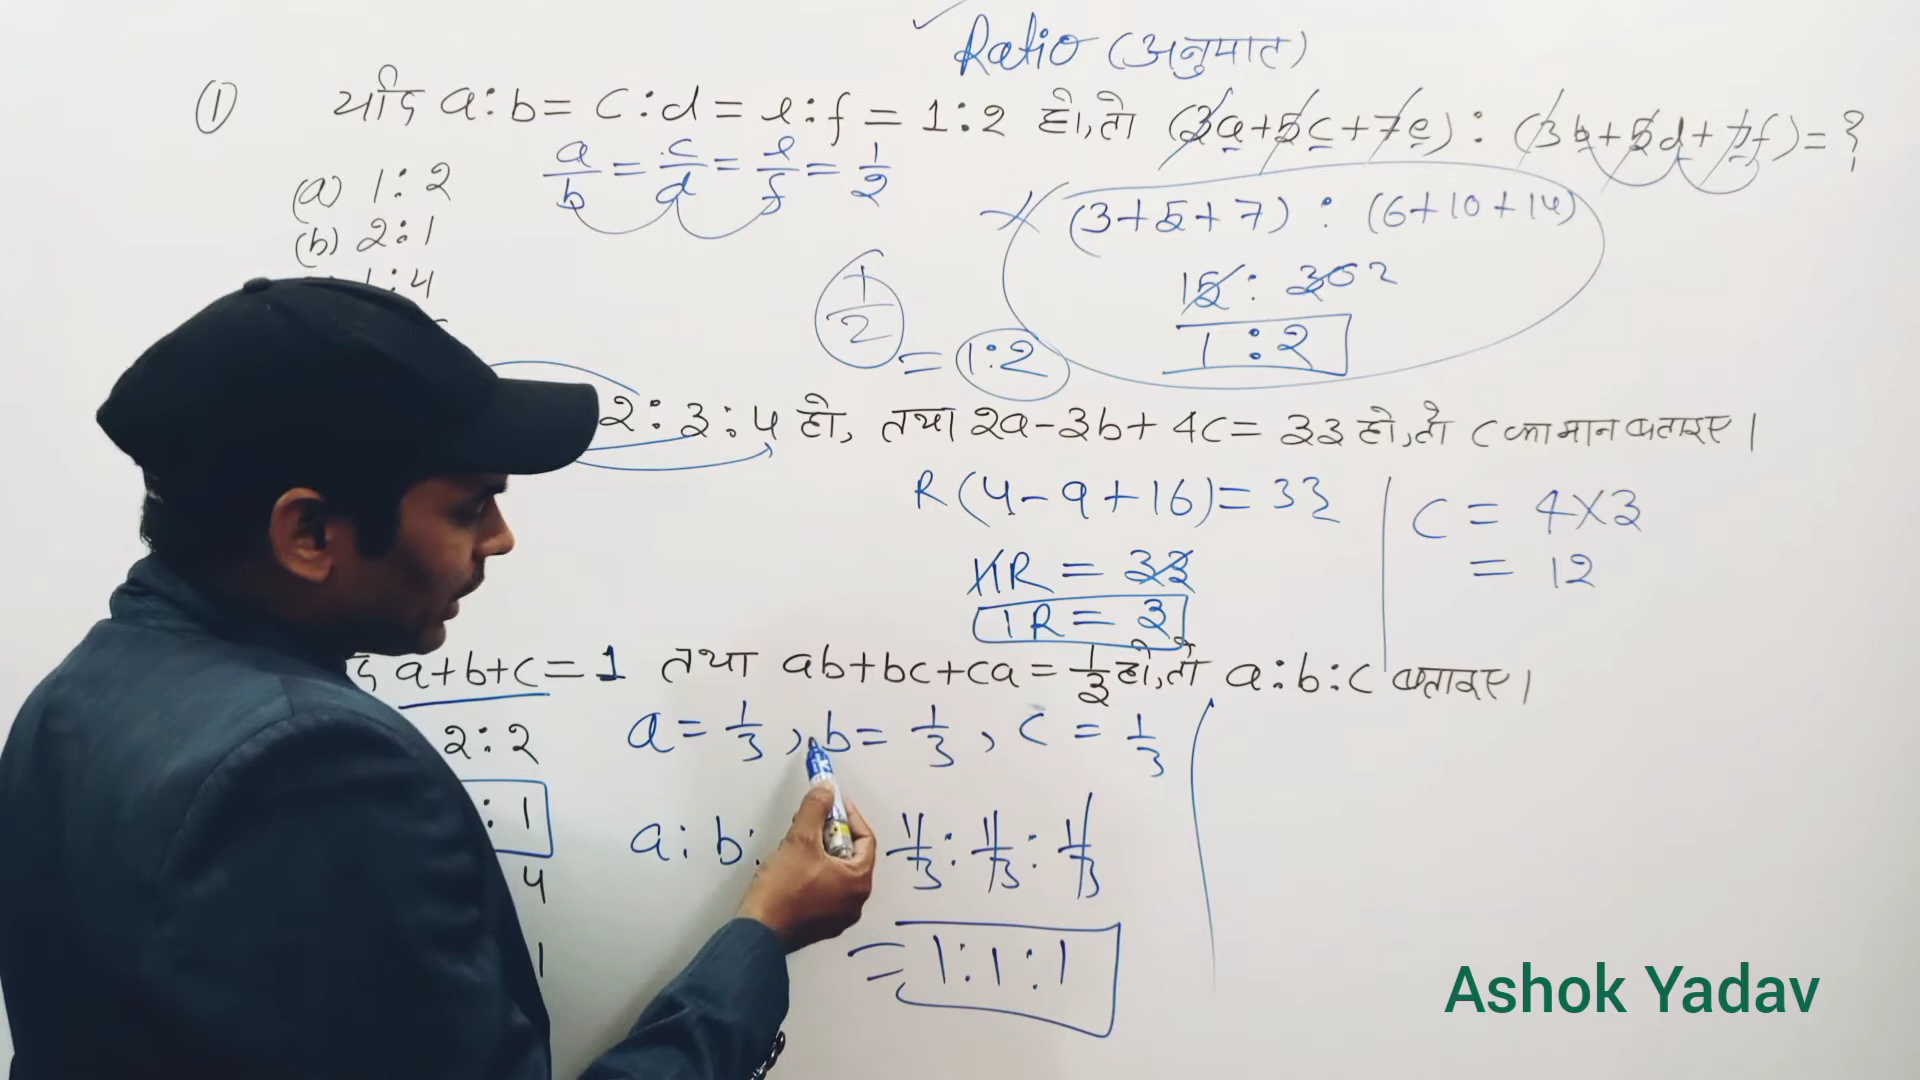 Ratio (अनुपात)
① यदि a:b = c:d = e:f = 1:2 हो, तो (3a+5c+7e) : (3b+5d+7f) = ?
a/b = c/d = e/f = 1/2
(a) 1:2
(b) 2:1
1:4
(3+5+7) : (6+10+14)
15 : 30 2
1:2
1/2
= 1:2
2:3:4 हो, तथा 2a-3b+4c = 33 हो, तो c का मान बताइए।
R(4-9+16) = 33
11R = 33
1R = 3
C = 4×3
= 12
a+b+c = 1 तथा ab+bc+ca = 1/3 हो, तो a:b:c बताइए।
a = 1/3, b = 1/3, c = 1/3
2:2
:1
4
1
a:b: 1/3 : 1/3 : 1/3
= 1:1:1
Ashok Yadav